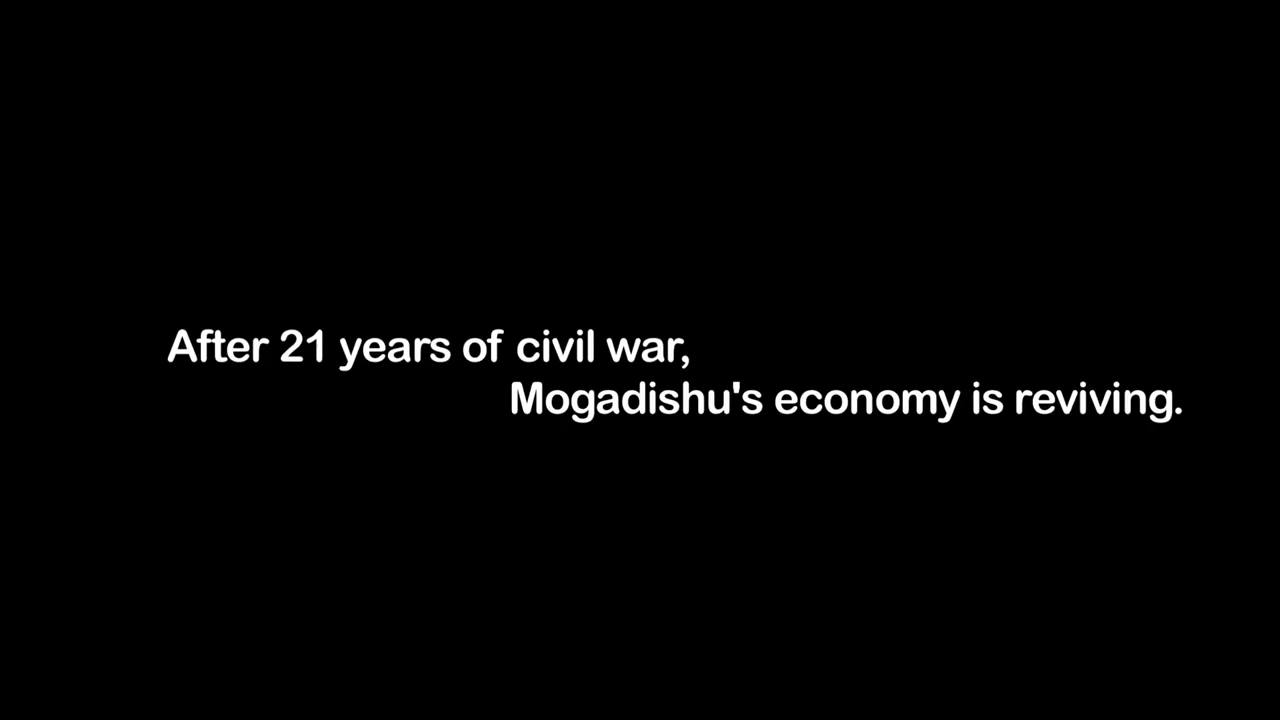 After 21 years of civil war,
Mogadishu's economy is reviving.